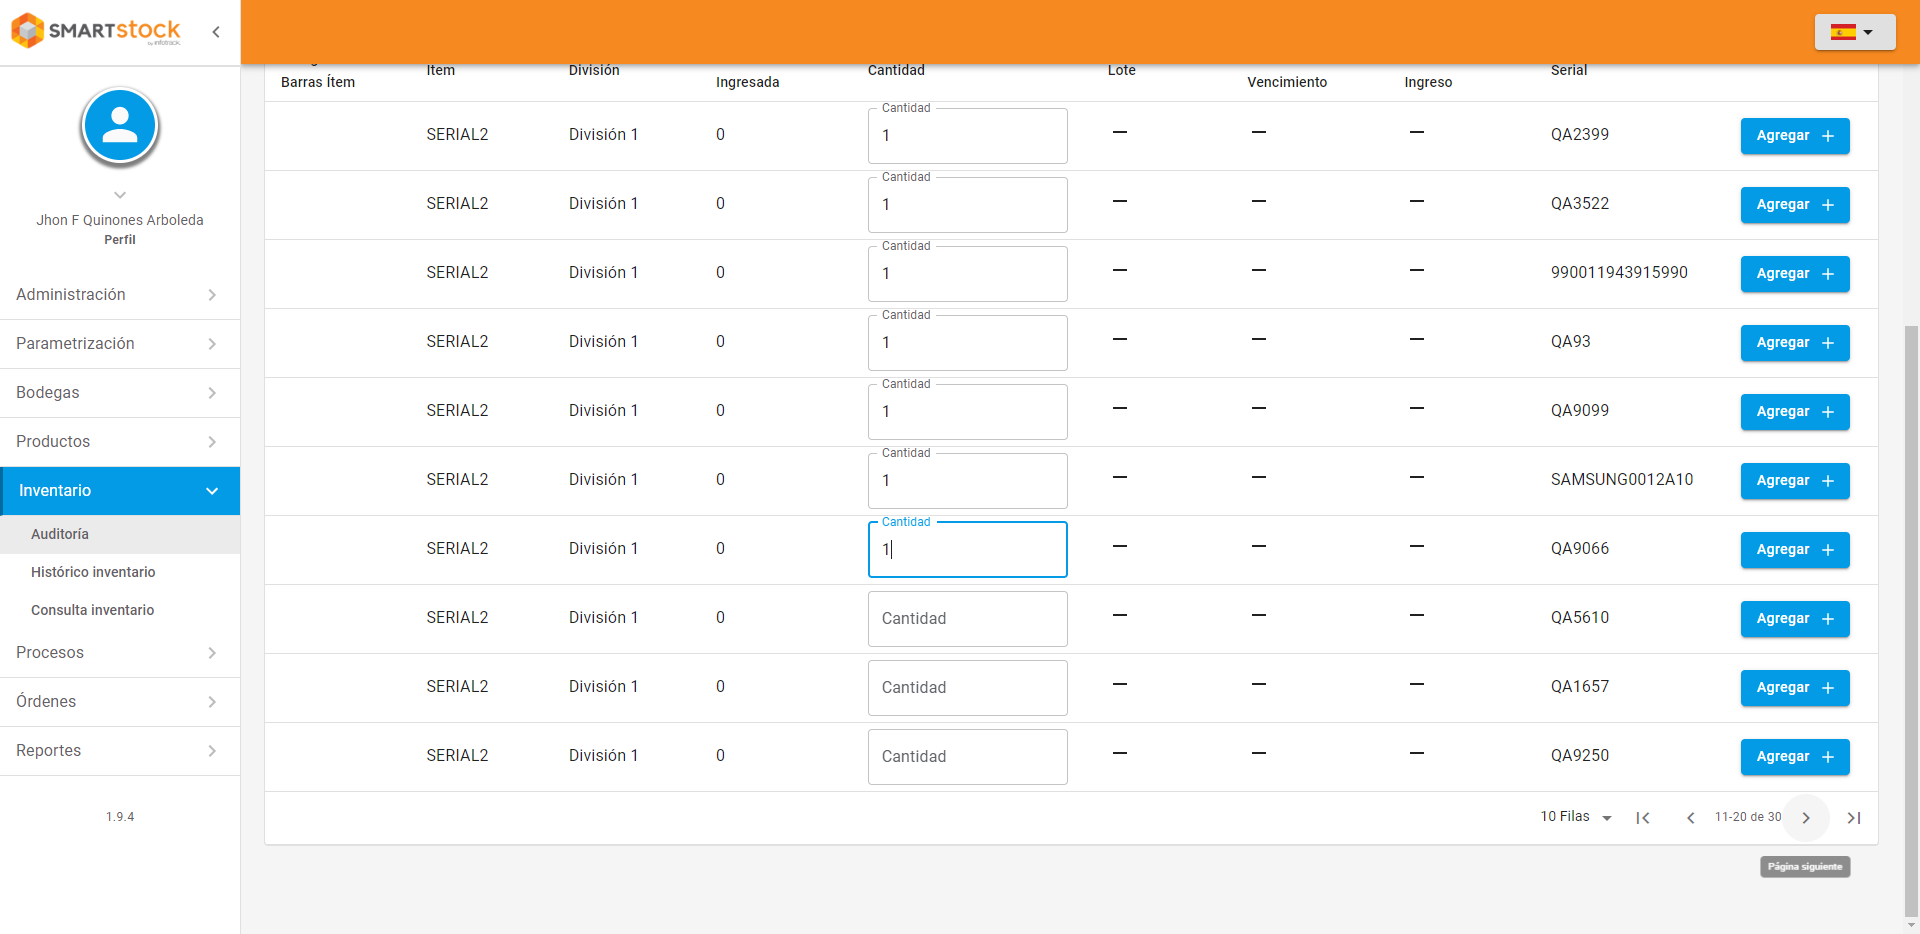 SMARTstock
by infotrack
Jhon F Quinones Arboleda
Perfil
Administración
Parametrización
Bodegas
Productos
Inventario
Auditoría
Histórico inventario
Consulta inventario
Procesos
Órdenes
Reportes
1.9.4
Barras Ítem Item División Ingresada Cantidad Lote Vencimiento Ingreso Serial
Cantidad
SERIAL2 División 1 0 1 — — — QA2399 Agregar +
Cantidad
SERIAL2 División 1 0 1 — — — QA3522 Agregar +
Cantidad
SERIAL2 División 1 0 1 — — — 990011943915990 Agregar +
Cantidad
SERIAL2 División 1 0 1 — — — QA93 Agregar +
Cantidad
SERIAL2 División 1 0 1 — — — QA9099 Agregar +
Cantidad
SERIAL2 División 1 0 1 — — — SAMSUNG0012A10 Agregar +
Cantidad
SERIAL2 División 1 0 1 — — — QA9066 Agregar +
SERIAL2 División 1 0 Cantidad — — — QA5610 Agregar +
SERIAL2 División 1 0 Cantidad — — — QA1657 Agregar +
SERIAL2 División 1 0 Cantidad — — — QA9250 Agregar +
10 Filas 11-20 de 30
Página siguiente